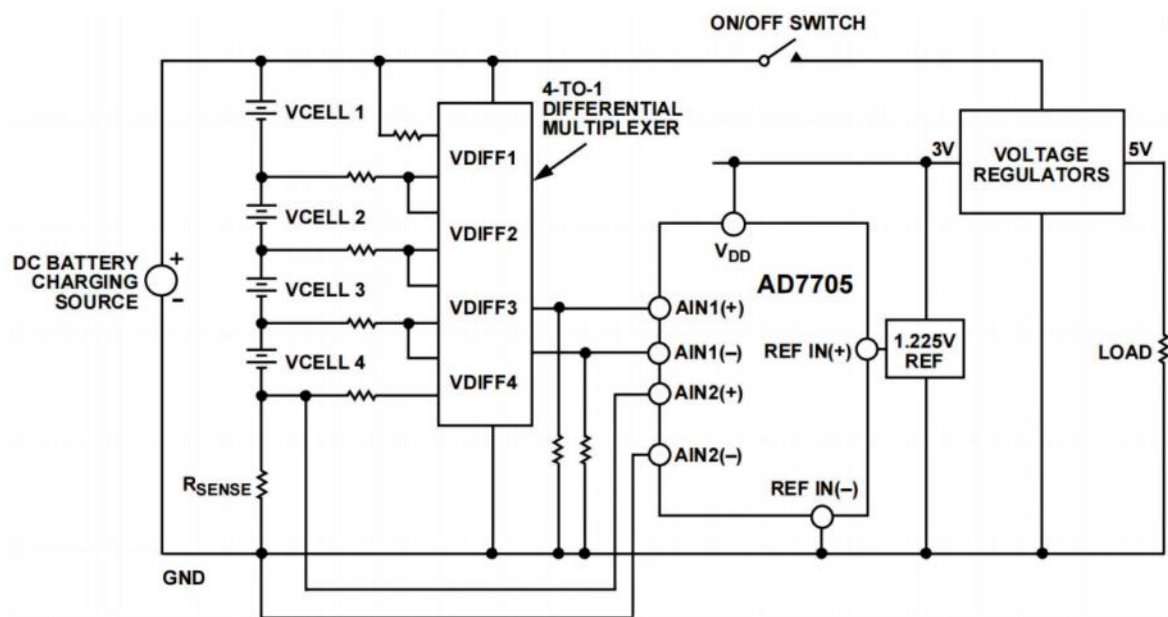 ON/OFF SWITCH
4-TO-1
DIFFERENTIAL
MULTIPLEXER
VCELL 1
VDIFF1
3V
VOLTAGE
REGULATORS
5V
VCELL 2
VDIFF2
VDD
DC BATTERY
CHARGING
SOURCE
+
–
VCELL 3
VDIFF3
AD7705
AIN1(+)
REF IN(+)
1.225V
REF
LOAD
VCELL 4
VDIFF4
AIN1(–)
AIN2(+)
AIN2(–)
RSENSE
REF IN(–)
GND